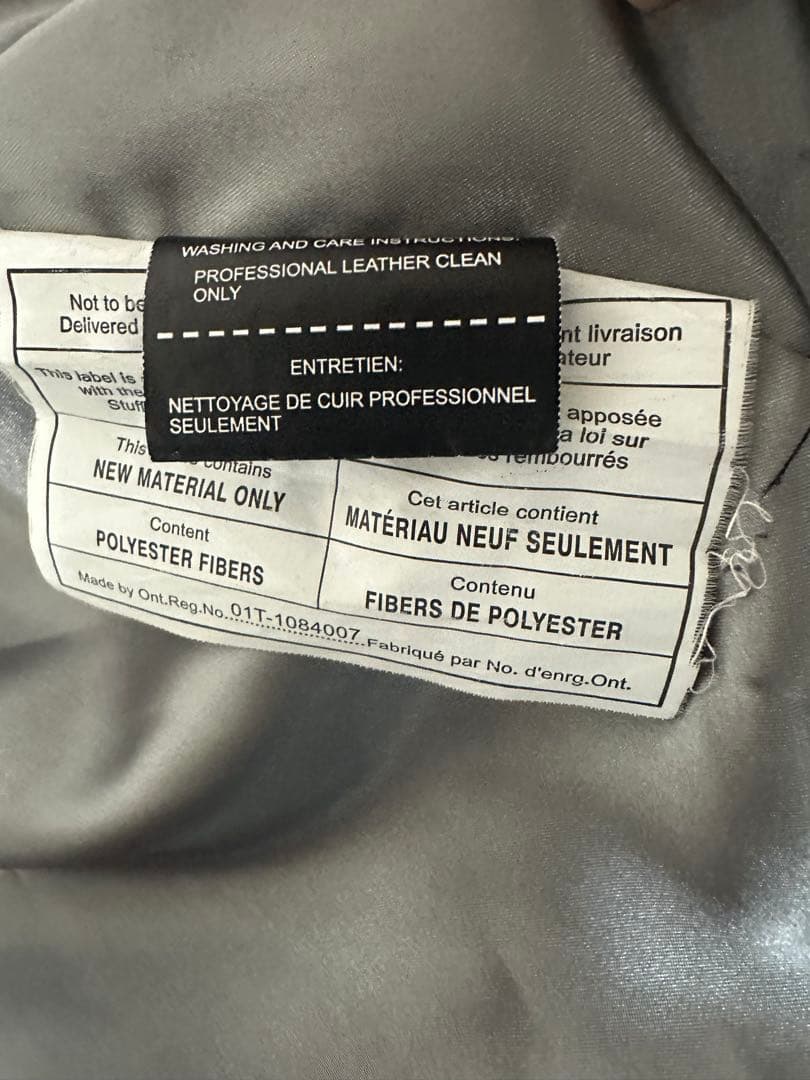 WASHING AND CARE INSTRUCTIONS:
PROFESSIONAL LEATHER CLEAN
ONLY
ENTRETIEN:
NETTOYAGE DE CUIR PROFESSIONNEL
SEULEMENT
Not to be
Delivered
This label is
with the
Stuff
This
contains
NEW MATERIAL ONLY
Content
POLYESTER FIBERS
nt livraison
ateur
apposée
la loi sur
rembourrés
Cet article contient
MATÉRIAU NEUF SEULEMENT
Contenu
FIBERS DE POLYESTER
Made by Ont.Reg.No. 01T-1084007 Fabriqué par No. d'enrg.Ont.